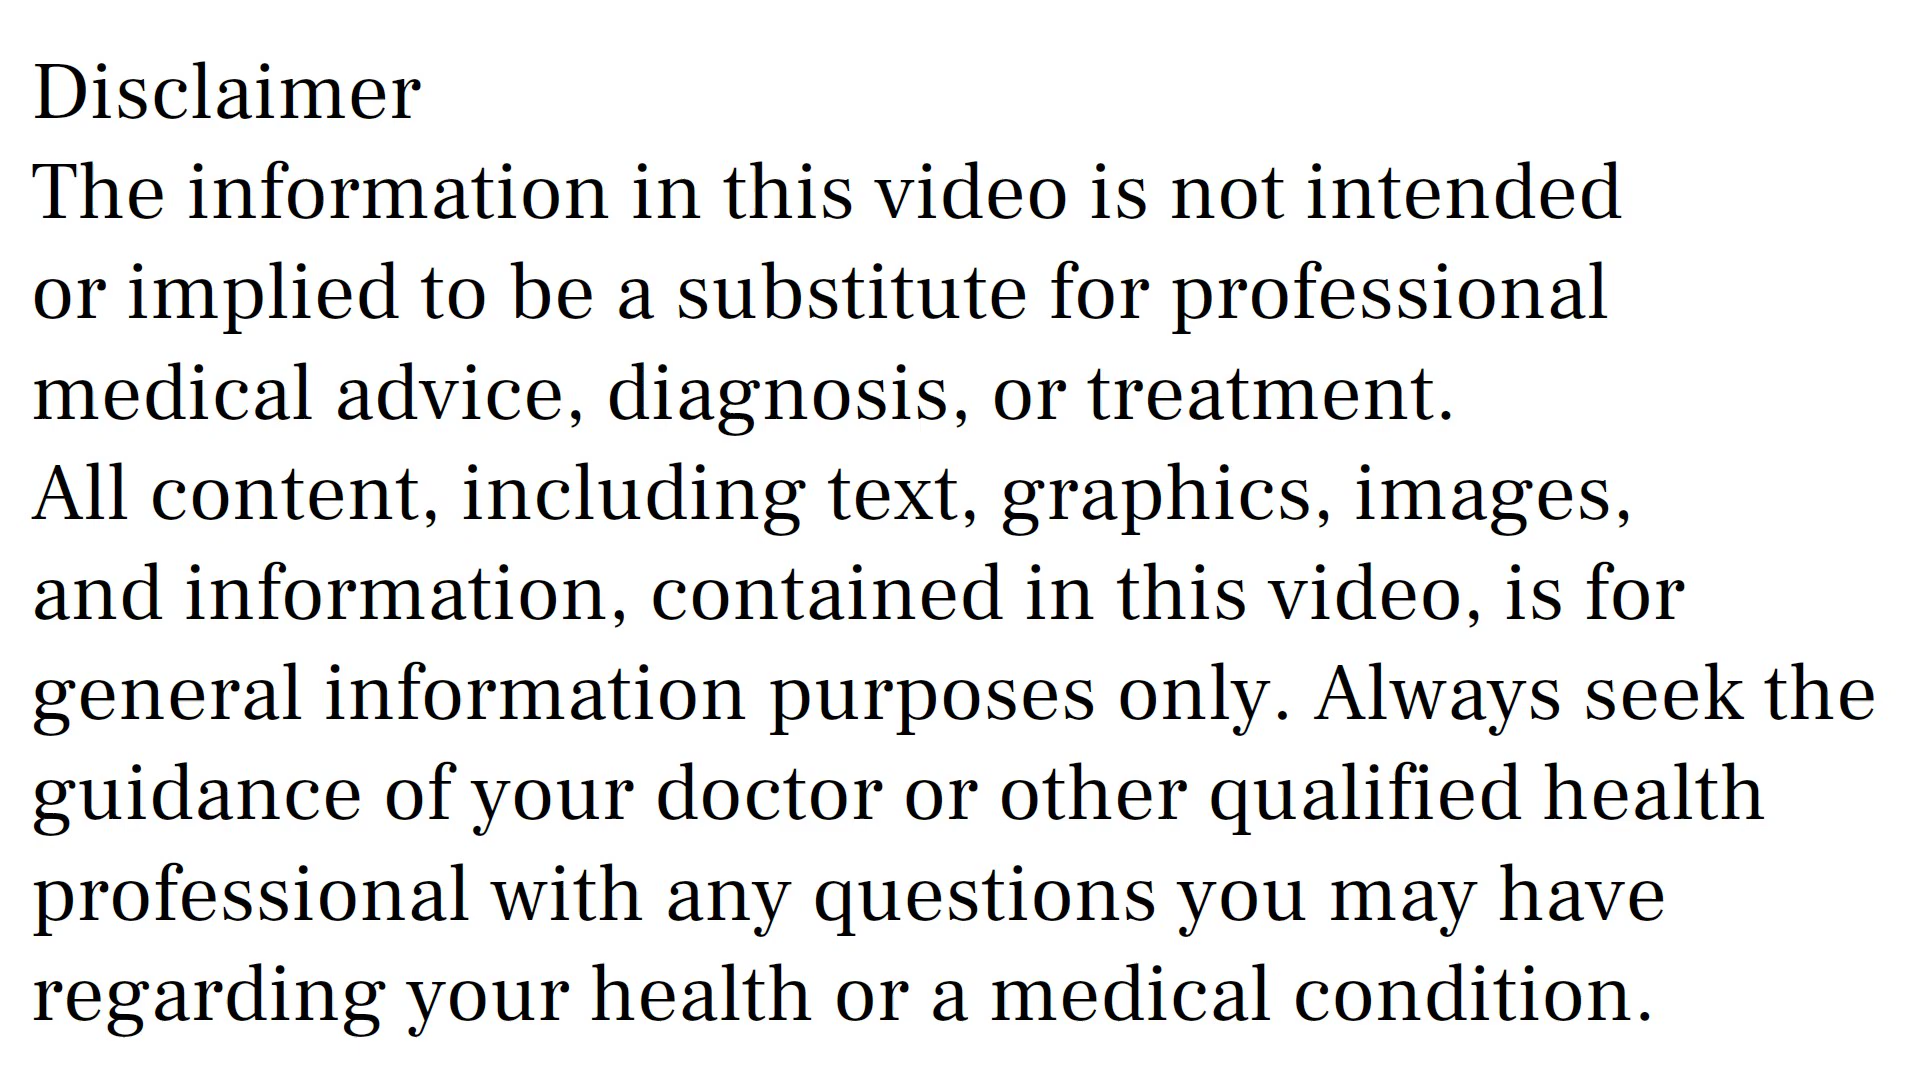 Disclaimer
The information in this video is not intended
or implied to be a substitute for professional
medical advice, diagnosis, or treatment.
All content, including text, graphics, images,
and information, contained in this video, is for
general information purposes only. Always seek the
guidance of your doctor or other qualified health
professional with any questions you may have
regarding your health or a medical condition.